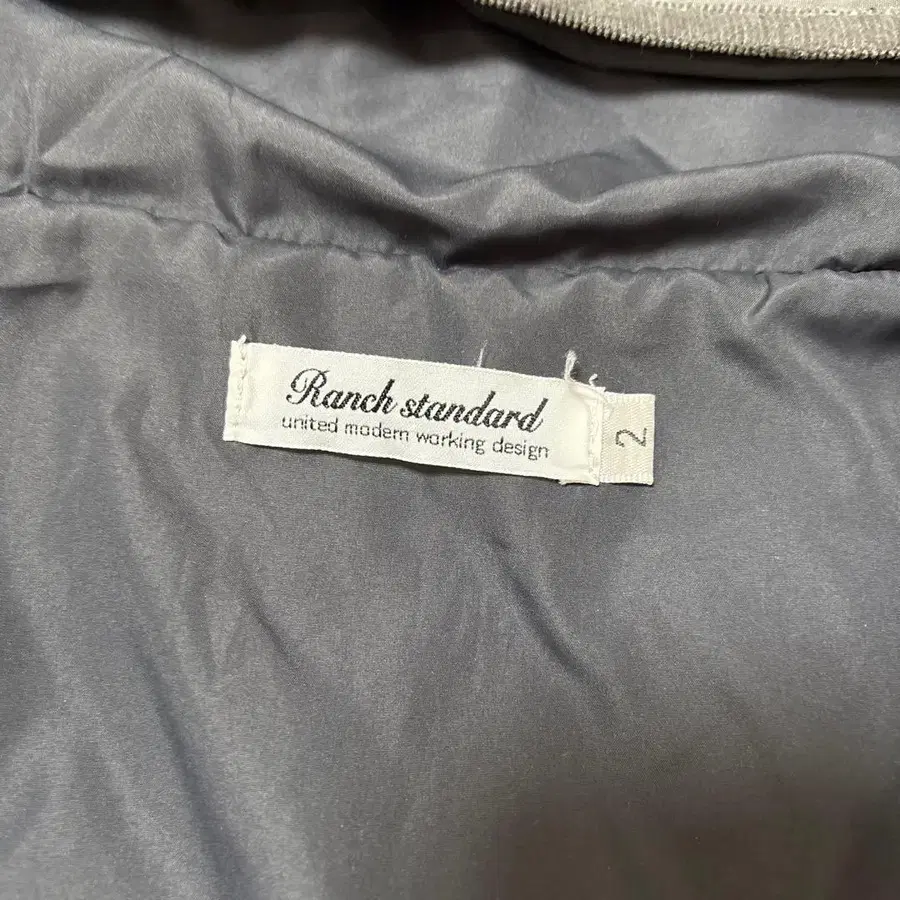 Ranch standard
united modern working design
2